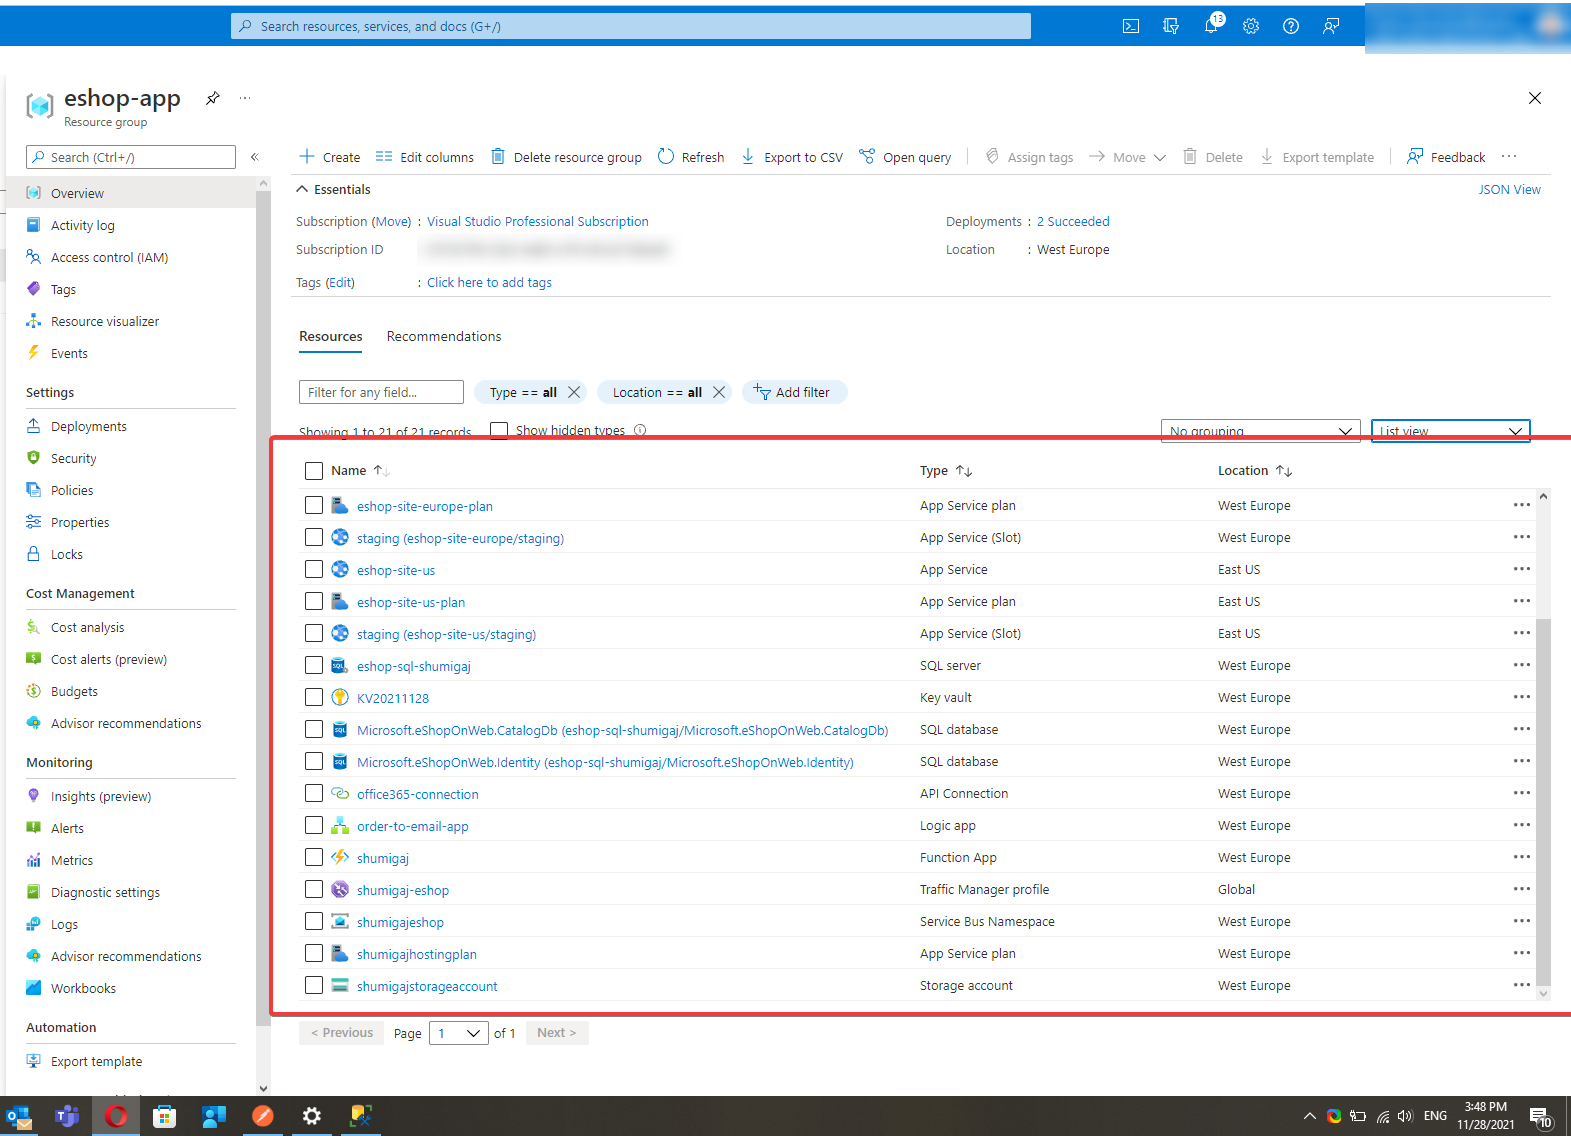 Search resources, services, and docs (G+/)
13
eshop-app
Resource group
Search (Ctrl+/)
«
Create
Edit columns
Delete resource group
Refresh
Export to CSV
Open query
Assign tags
Move
Delete
Export template
Feedback
Essentials
JSON View
Subscription (Move) : Visual Studio Professional Subscription
Deployments : 2 Succeeded
Subscription ID
Location : West Europe
Tags (Edit) : Click here to add tags
Overview
Activity log
Access control (IAM)
Tags
Resource visualizer
Events
Settings
Deployments
Security
Policies
Properties
Locks
Cost Management
Cost analysis
Cost alerts (preview)
Budgets
Advisor recommendations
Monitoring
Insights (preview)
Alerts
Metrics
Diagnostic settings
Logs
Advisor recommendations
Workbooks
Automation
Export template
Resources Recommendations
Filter for any field...
Type == all
Location == all
Add filter
Showing 1 to 21 of 21 records.
Show hidden types
No grouping
List view
Name Type Location
eshop-site-europe-plan App Service plan West Europe
staging (eshop-site-europe/staging) App Service (Slot) West Europe
eshop-site-us App Service East US
eshop-site-us-plan App Service plan East US
staging (eshop-site-us/staging) App Service (Slot) East US
eshop-sql-shumigaj SQL server West Europe
KV20211128 Key vault West Europe
Microsoft.eShopOnWeb.CatalogDb (eshop-sql-shumigaj/Microsoft.eShopOnWeb.CatalogDb) SQL database West Europe
Microsoft.eShopOnWeb.Identity (eshop-sql-shumigaj/Microsoft.eShopOnWeb.Identity) SQL database West Europe
office365-connection API Connection West Europe
order-to-email-app Logic app West Europe
shumigaj Function App West Europe
shumigaj-eshop Traffic Manager profile Global
shumigajeshop Service Bus Namespace West Europe
shumigajhostingplan App Service plan West Europe
shumigajstorageaccount Storage account West Europe
< Previous Page 1 of 1 Next >
ENG
3:48 PM
11/28/2021
10